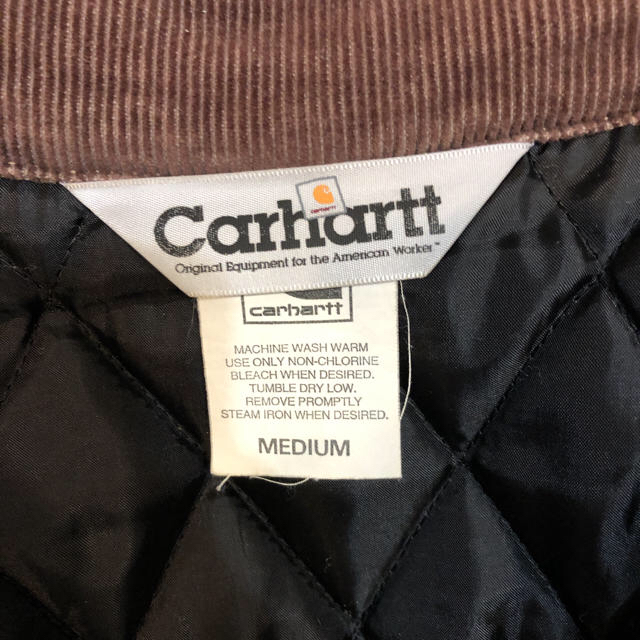 carhartt
Carhartt
Original Equipment for the American Worker™
carhartt
MACHINE WASH WARM
USE ONLY NON-CHLORINE
BLEACH WHEN DESIRED.
TUMBLE DRY LOW.
REMOVE PROMPTLY
STEAM IRON WHEN DESIRED.
MEDIUM